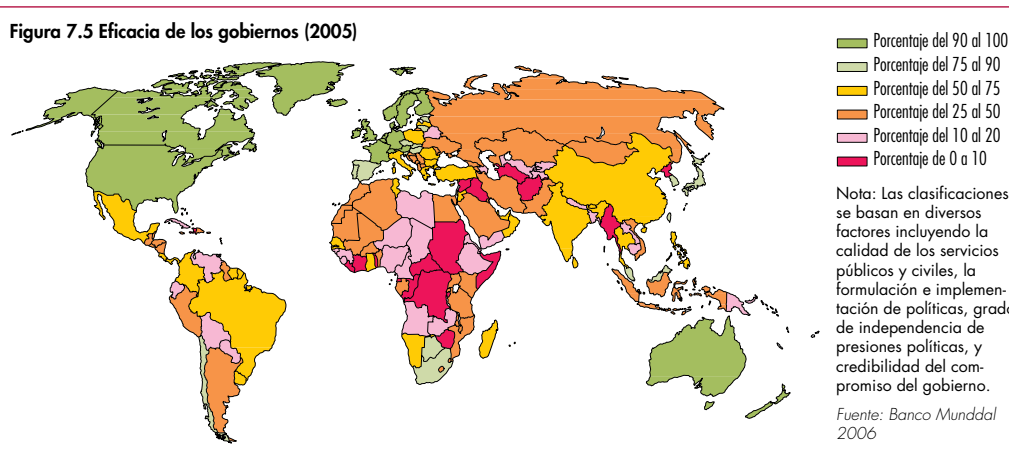 Figura 7.5 Eficacia de los gobiernos (2005)
Porcentaje del 90 al 100
Porcentaje del 75 al 90
Porcentaje del 50 al 75
Porcentaje del 25 al 50
Porcentaje del 10 al 20
Porcentaje de 0 a 10
Nota: Las clasificaciones
se basan en diversos
factores incluyendo la
calidad de los servicios
públicos y civiles, la
formulación e implemen-
tación de políticas, grado
de independencia de
presiones políticas, y
credibilidad del com-
promiso del gobierno.
Fuente: Banco Munddal
2006